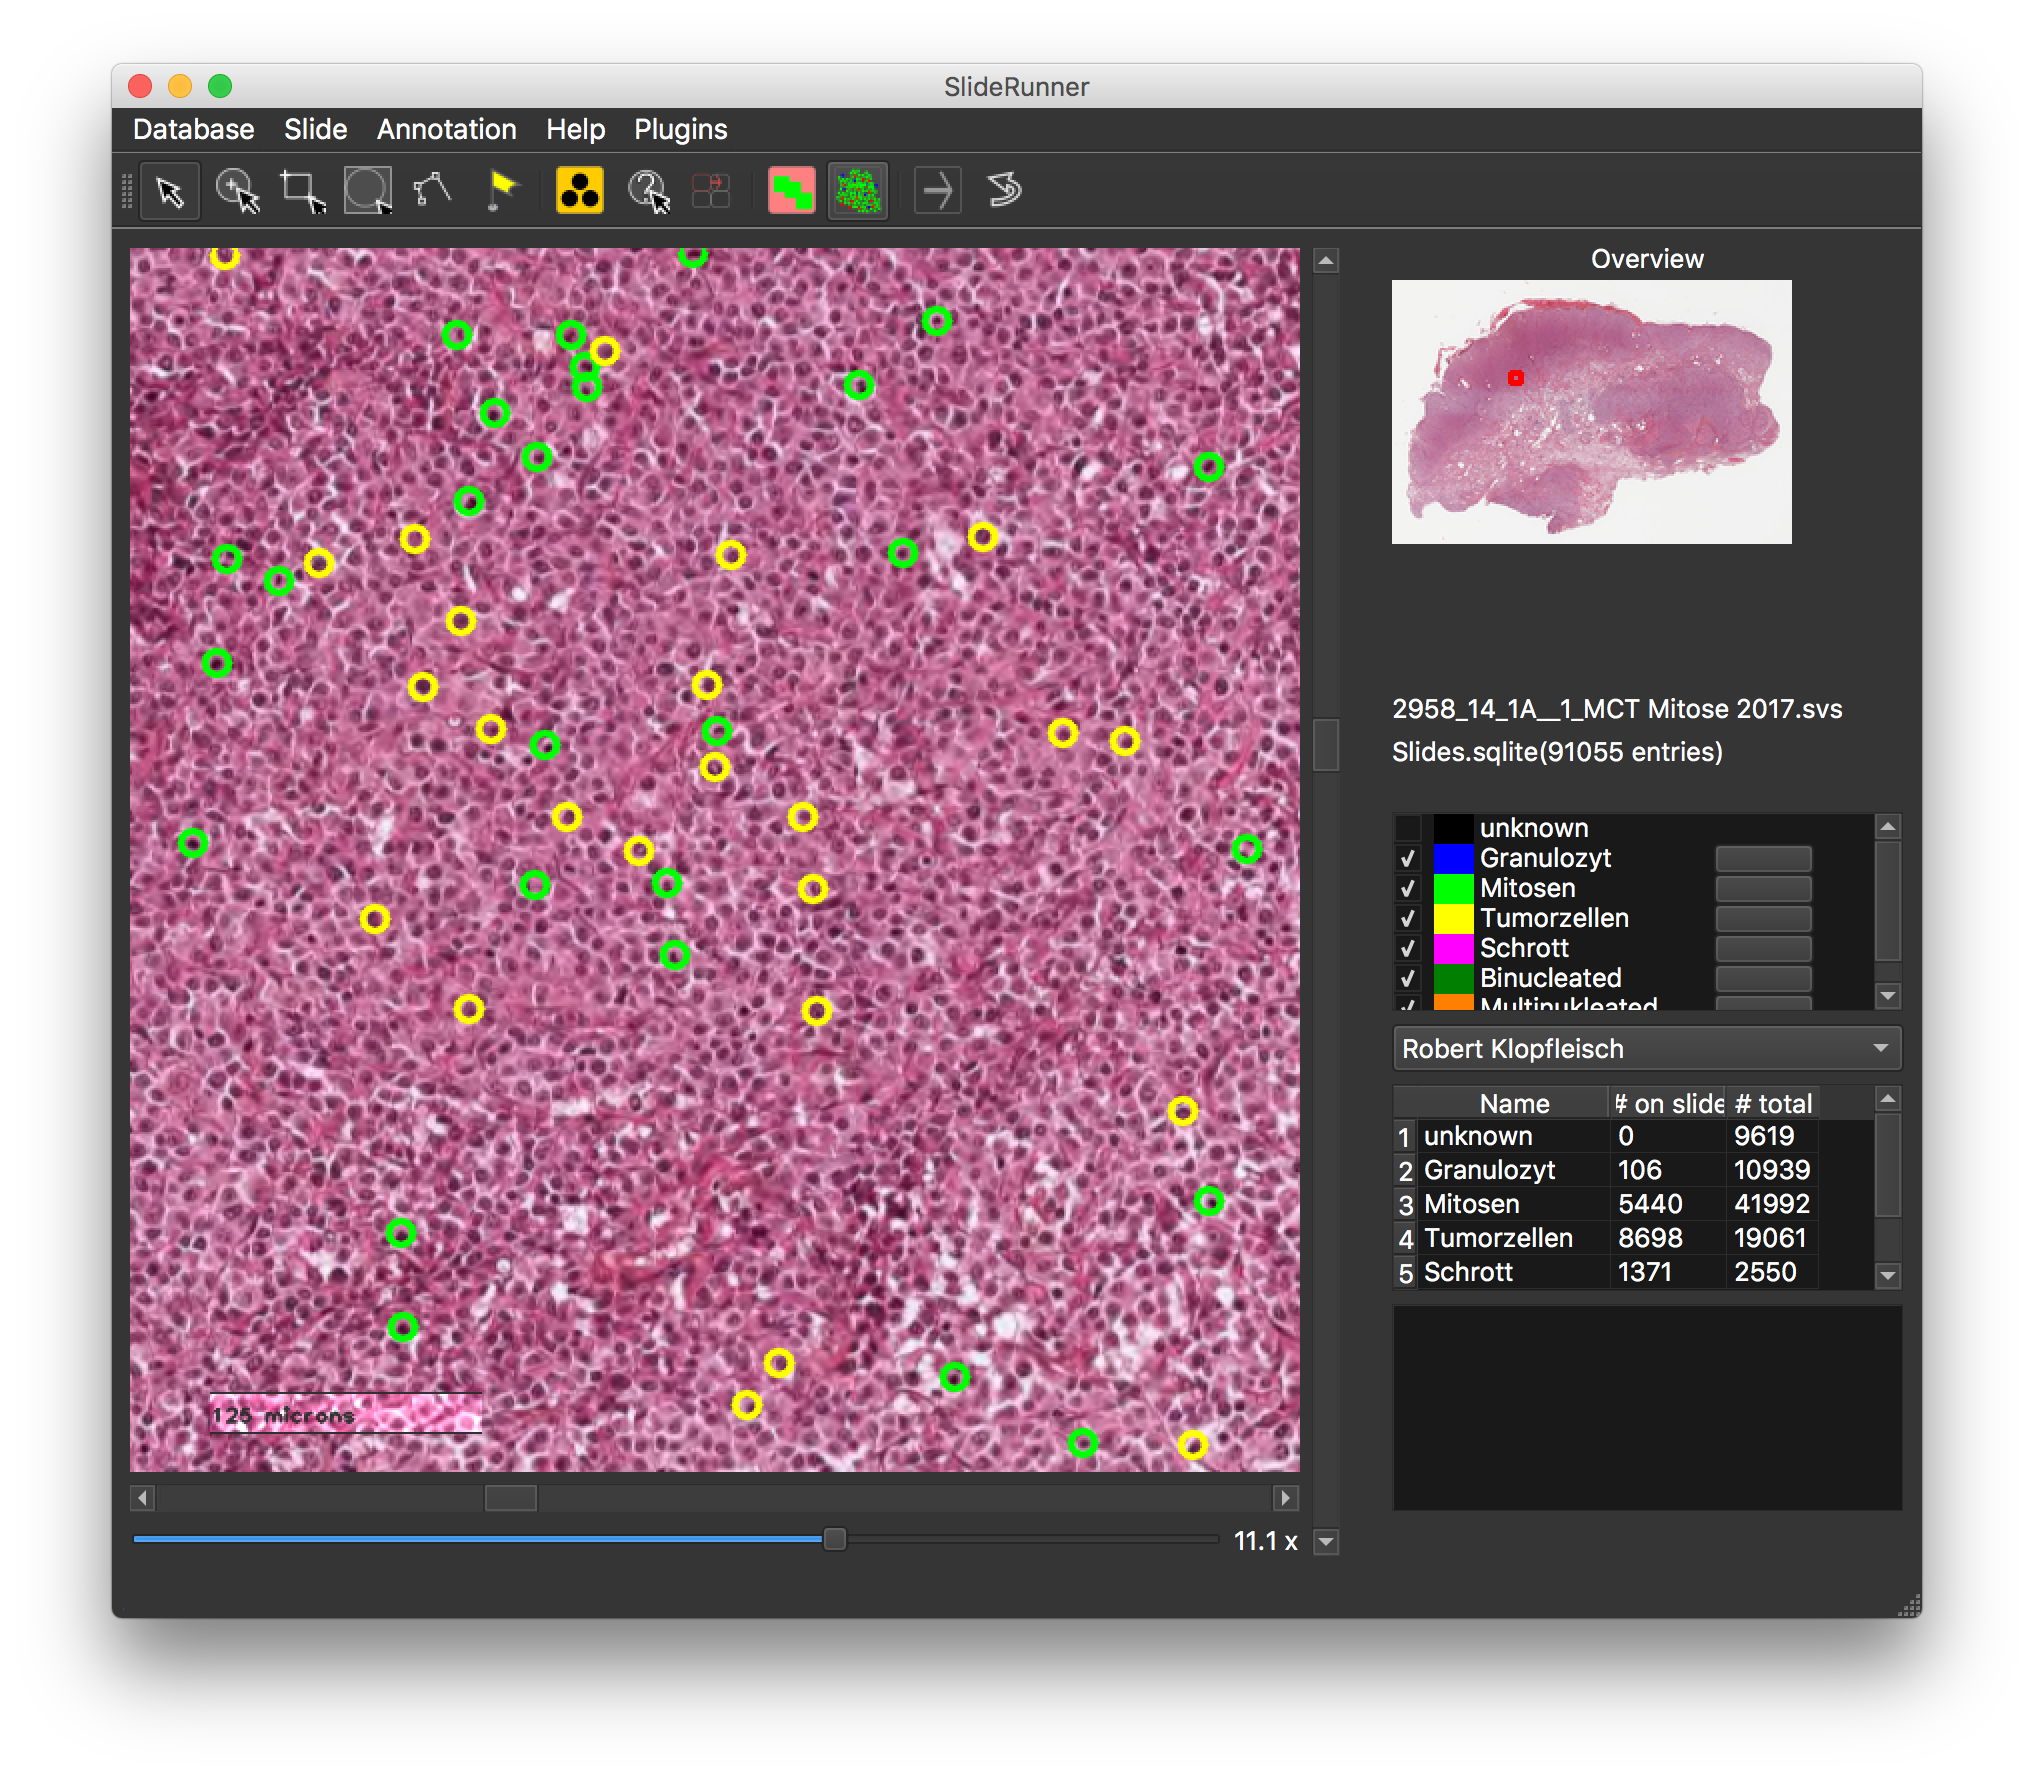 SlideRunner
Database Slide Annotation Help Plugins
Overview
2958_14_1A__1_MCT Mitose 2017.svs
Slides.sqlite(91055 entries)
unknown
Granulozyt
Mitosen
Tumorzellen
Schrott
Binucleated
Multinukleated
Robert Klopfleisch
Name # on slide # total
1 unknown 0 9619
2 Granulozyt 106 10939
3 Mitosen 5440 41992
4 Tumorzellen 8698 19061
5 Schrott 1371 2550
125 microns
11.1 x